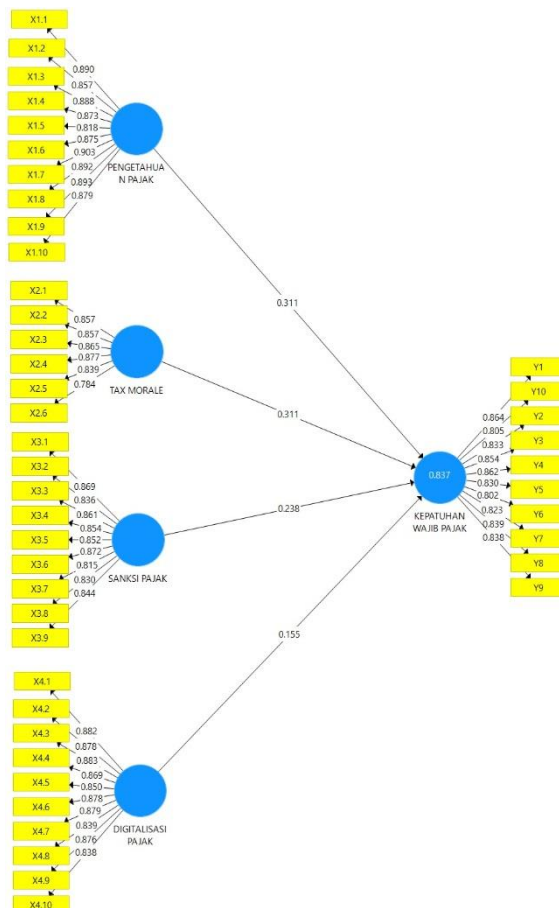 X1.1
X1.2
X1.3
X1.4
X1.5
X1.6
X1.7
X1.8
X1.9
X1.10
0.890
0.857
0.888
0.873
0.818
0.875
0.903
0.892
0.893
0.879
PENGETAHUA
N PAJAK
0.311
X2.1
X2.2
X2.3
X2.4
X2.5
X2.6
0.857
0.857
0.865
0.877
0.839
0.784
TAX MORALE
0.311
X3.1
X3.2
X3.3
X3.4
X3.5
X3.6
X3.7
X3.8
X3.9
0.869
0.836
0.861
0.854
0.852
0.872
0.815
0.830
0.844
SANKSI PAJAK
0.238
X4.1
X4.2
X4.3
X4.4
X4.5
X4.6
X4.7
X4.8
X4.9
X4.10
0.882
0.878
0.883
0.869
0.850
0.878
0.879
0.839
0.876
0.838
DIGITALISASI
PAJAK
0.155
0.837
KEPATUHAN
WAJIB PAJAK
0.864
0.805
0.833
0.854
0.862
0.830
0.802
0.823
0.839
0.838
Y1
Y10
Y2
Y3
Y4
Y5
Y6
Y7
Y8
Y9